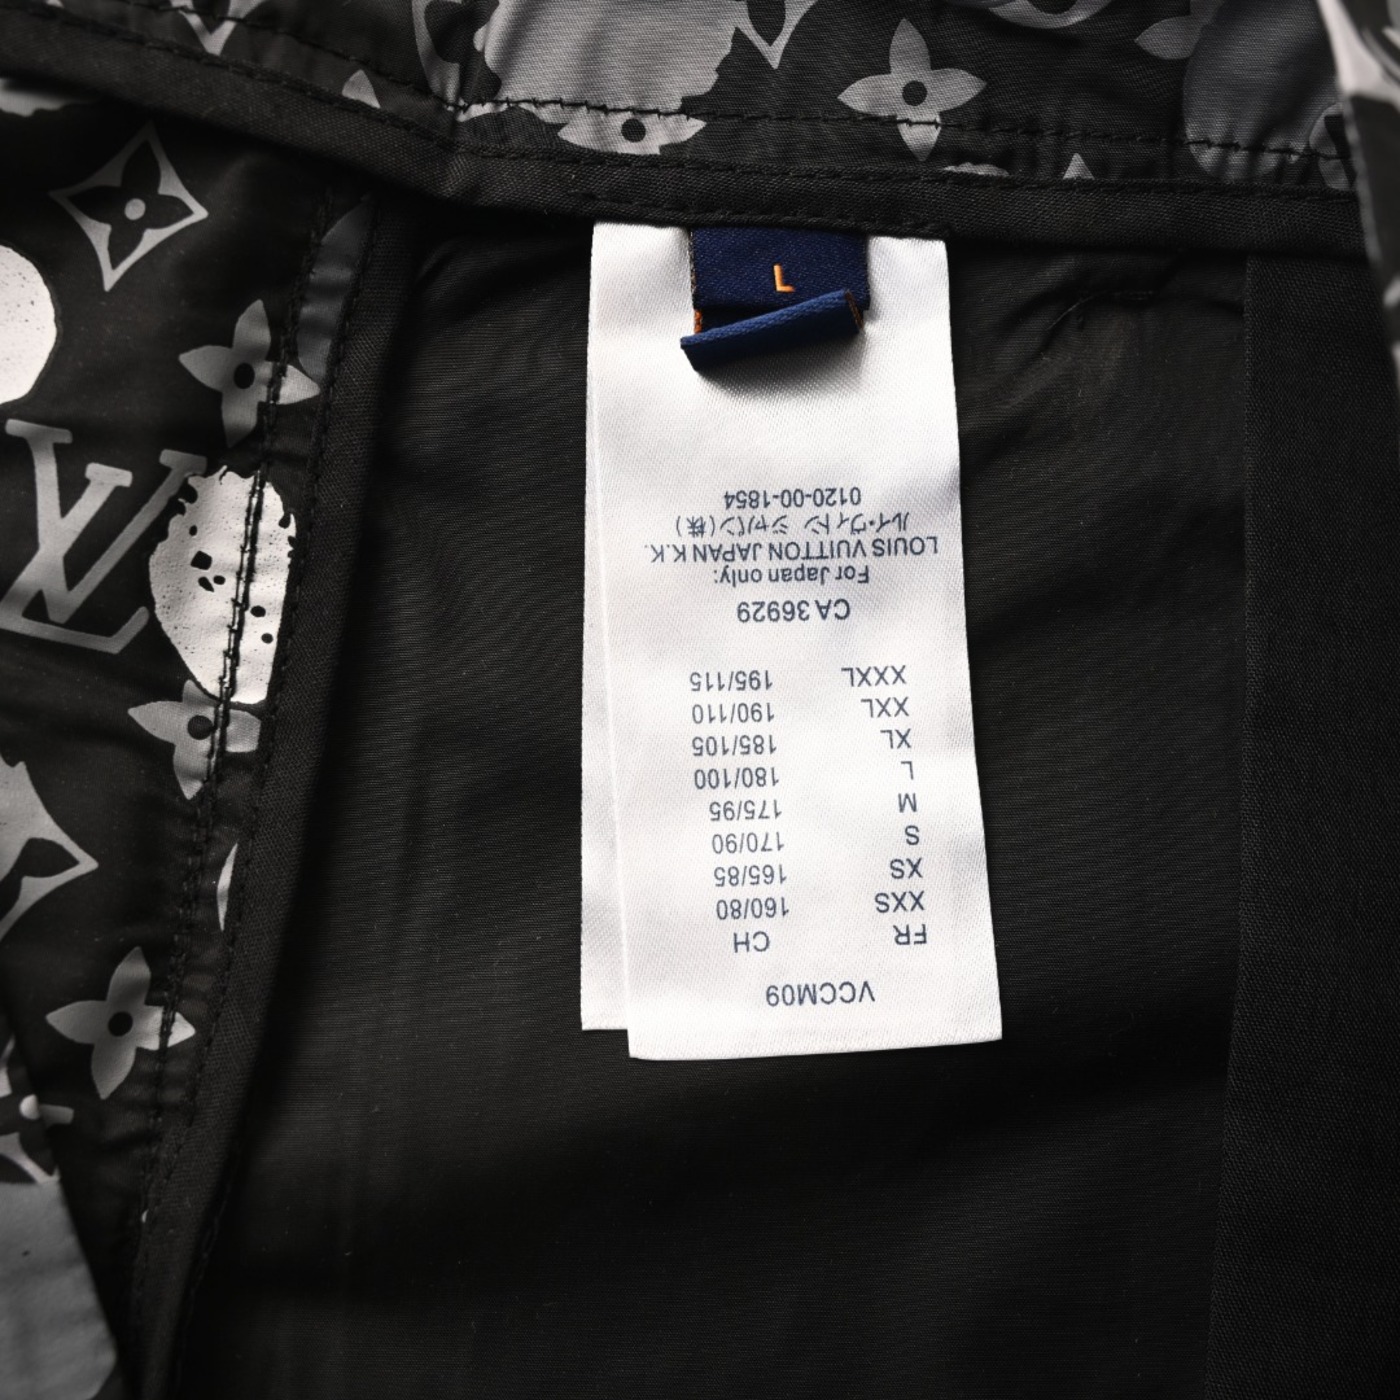 L
VCCM09
FR CH
XXS 160/80
XS 165/85
S 170/90
M 175/95
L 180/100
XL 185/105
XXL 190/110
XXXL 195/115
CA 36929
For Japan only:
LOUIS VUITTON JAPAN K.K.
ルイ・ヴィトン ジャパン(株)
0120-00-1854
LV